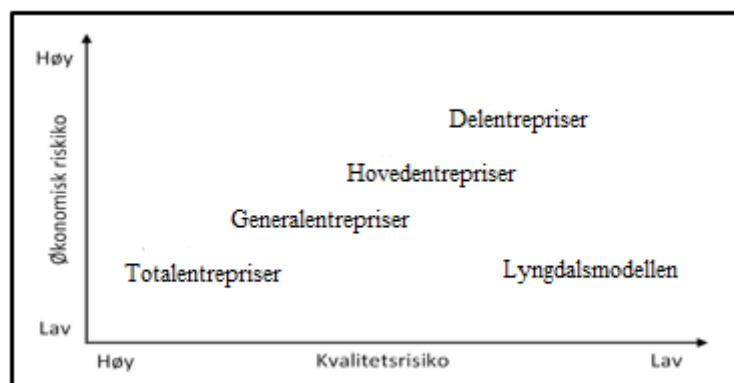 Høy
Delentrepriser
Hovedentrepriser
Økonomisk riskiko
Generalentrepriser
Totalentrepriser
Lyngdalsmodellen
Lav
Høy
Kvalitetsrisiko
Lav